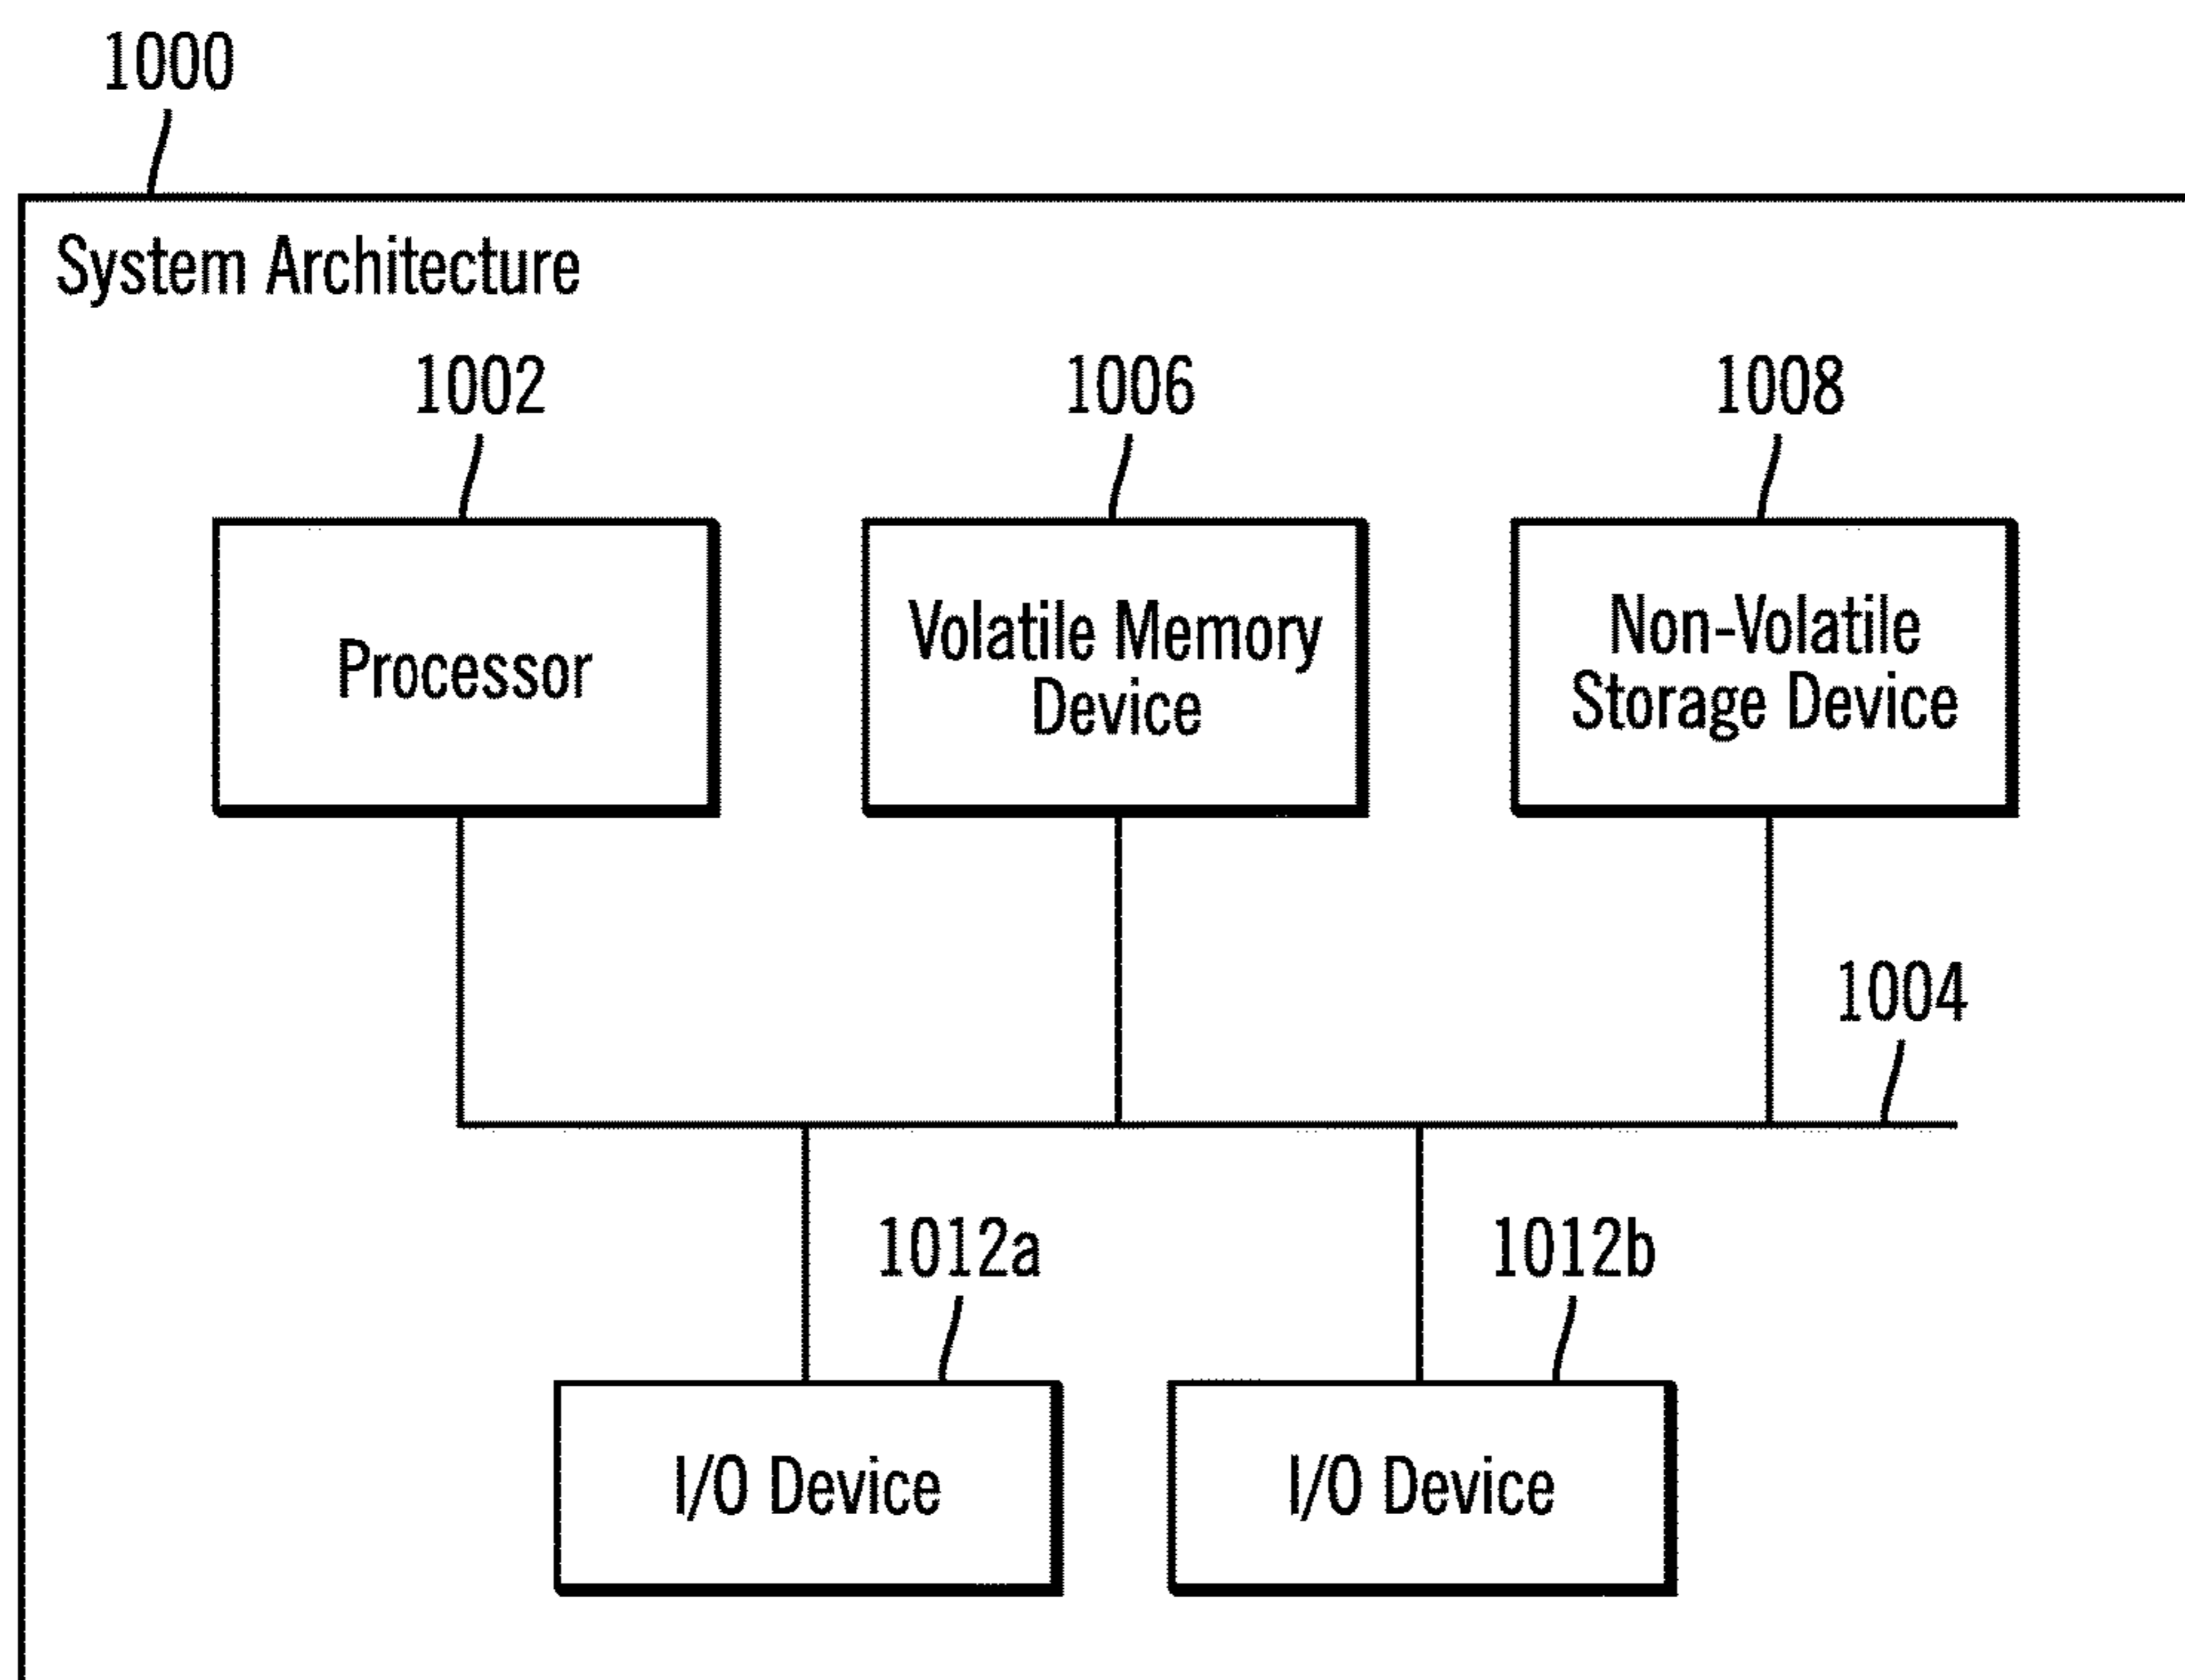 1000
System Architecture
1002
1006
1008
Processor
Volatile Memory
Device
Non-Volatile
Storage Device
1004
1012a
1012b
I/O Device
I/O Device